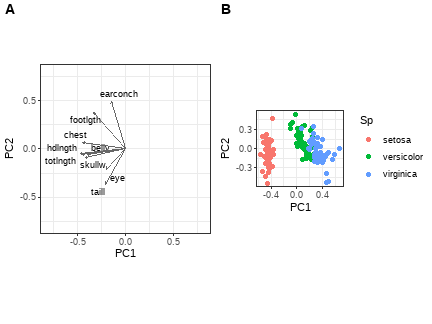 A
B
earconch
footlgth
chest
hdlngth
belly
totlngth
skullw
eye
taill
0.5
0.0
-0.5
PC2
-0.5
0.0
0.5
PC1
0.3
0.0
-0.3
PC2
-0.4
0.0
0.4
PC1
Sp
setosa
versicolor
virginica